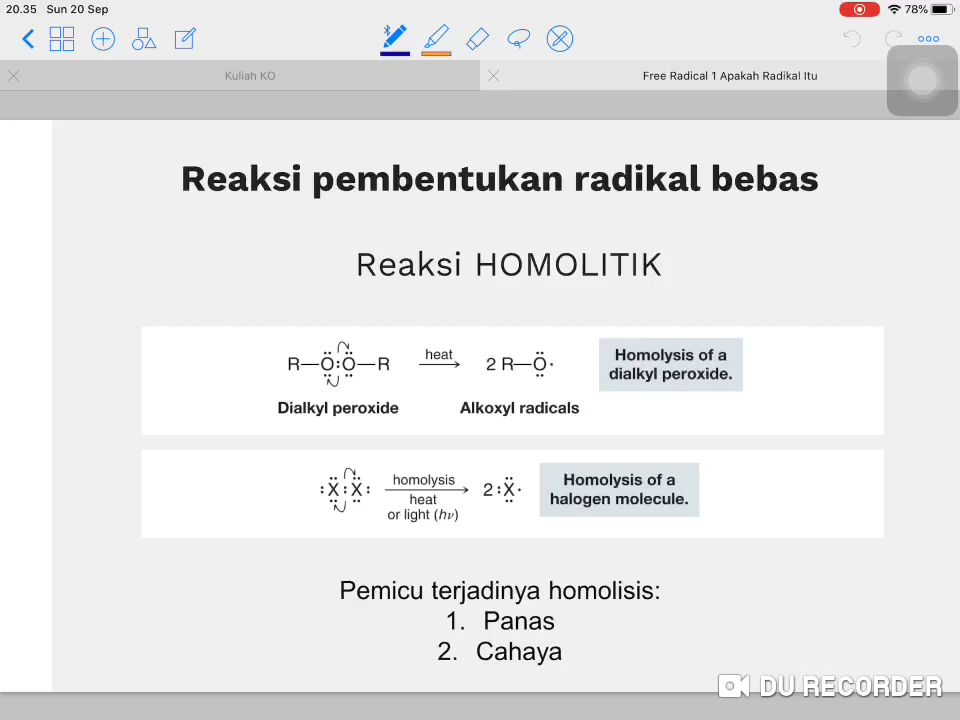 20.35 Sun 20 Sep
78%
Kuliah KO
Free Radical 1 Apakah Radikal Itu
Reaksi pembentukan radikal bebas
Reaksi HOMOLITIK
R—Ö:Ö—R heat 2 R—Ö·
Homolysis of a
dialkyl peroxide.
Dialkyl peroxide
Alkoxyl radicals
:X:X: homolysis 2 :X·
heat
or light (hν)
Homolysis of a
halogen molecule.
Pemicu terjadinya homolisis:
1. Panas
2. Cahaya
DU RECORDER